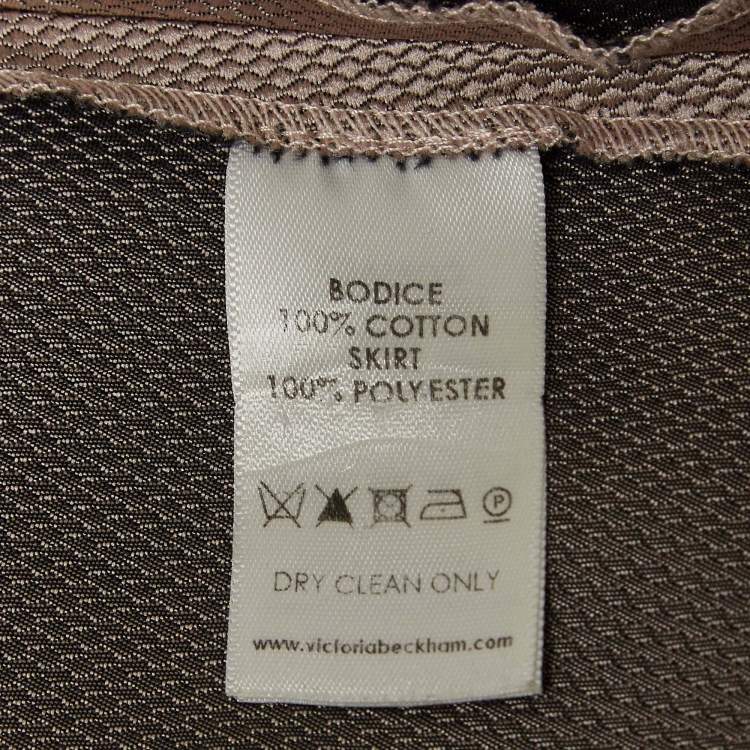 BODICE
100% COTTON
SKIRT
100% POLYESTER
P
DRY CLEAN ONLY
www.victoriabeckham.com